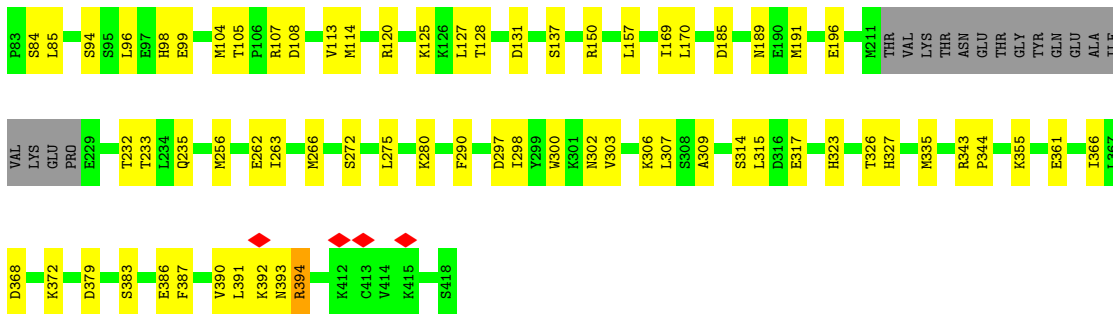 P83 S84 L85 S94 S95 L96 E97 H98 E99 M104 T105 P106 R107 D108 V113 M114 R120 K125 K126 L127 T128 D131 S137 R150 L157 I169 L170 D185 N189 E190 M191 E196 M211 THR VAL LYS THR ASN GLU THR GLY TYR GLN GLU ALA ILE
VAL LYS GLU PRO E229 T232 T233 L234 Q235 M256 E262 I263 M266 S272 L275 K280 F290 D297 I298 Y299 W300 K301 N302 V303 K306 L307 S308 A309 S314 L315 D316 E317 H323 T326 H327 M335 R343 P344 K355 E361 I366 L367
D368 K372 D379 S383 E386 F387 V390 L391 K392 N393 R394 K412 C413 V414 K415 S418